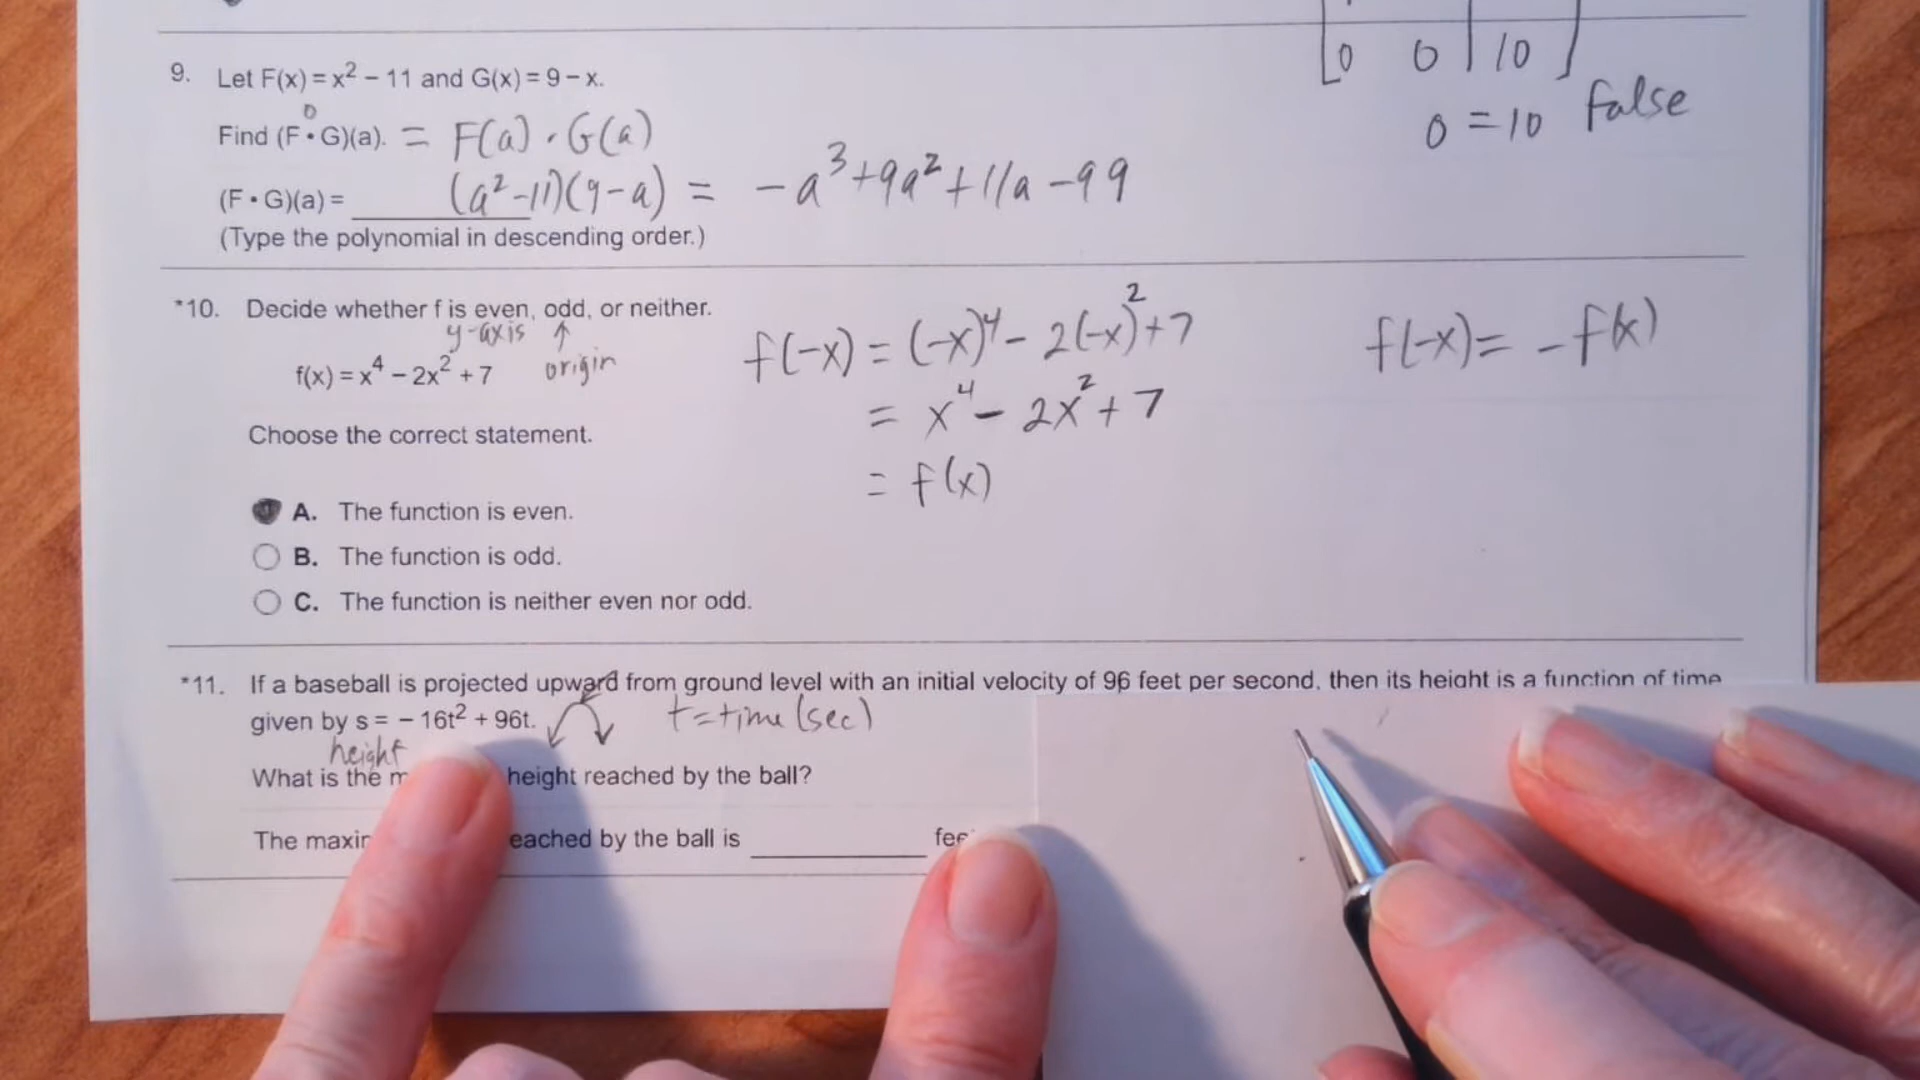 [0 0 | 10]
0 = 10 False
9. Let F(x) = x² − 11 and G(x) = 9 − x.
o
Find (F • G)(a). = F(a) · G(a)
(F • G)(a) = ______ (a²-11)(9-a) = -a³+9a²+11a-99
(Type the polynomial in descending order.)
*10. Decide whether f is even, odd, or neither.
y-axis ↑
origin
f(x) = x⁴ − 2x² + 7
f(-x) = (-x)⁴ - 2(-x)²+7
= x⁴ - 2x² + 7
= f(x)
f(-x) = -f(x)
Choose the correct statement.
A. The function is even.
B. The function is odd.
C. The function is neither even nor odd.
*11. If a baseball is projected upward from ground level with an initial velocity of 96 feet per second, then its height is a function of time
given by s = − 16t² + 96t. t=time (sec)
height
What is the height reached by the ball?
The reached by the ball is ______